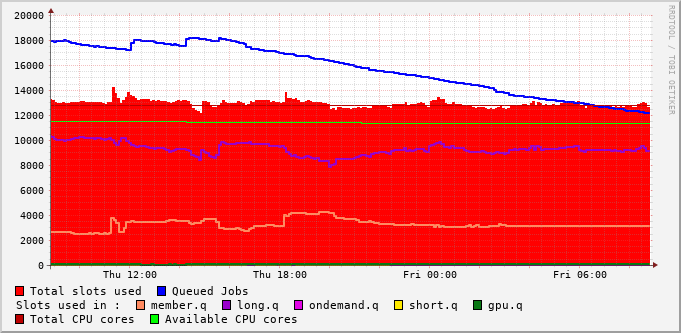 20000
18000
16000
14000
12000
10000
8000
6000
4000
2000
0
Thu 12:00 Thu 18:00 Fri 00:00 Fri 06:00
Total slots used Queued Jobs
Slots used in : member.q long.q ondemand.q short.q gpu.q
Total CPU cores Available CPU cores
RRDTOOL / TOBI OETIKER